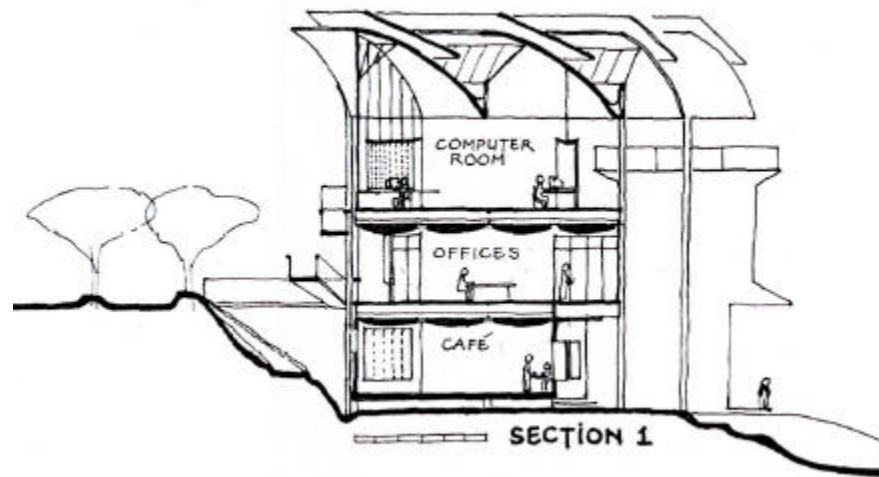 COMPUTER
ROOM
OFFICES
CAFÉ
SECTION 1